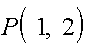 P( 1, 2)